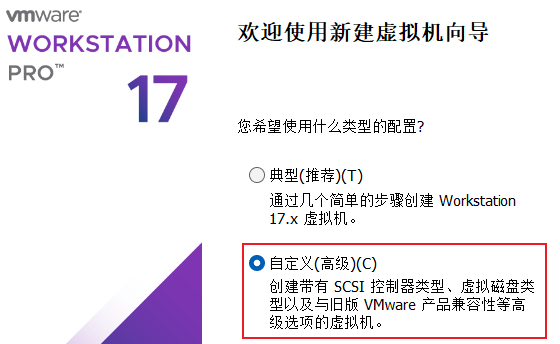 vmware®
WORKSTATION
PRO™
17
欢迎使用新建虚拟机向导
您希望使用什么类型的配置?
典型(推荐)(T)
通过几个简单的步骤创建 Workstation
17.x 虚拟机。
自定义(高级)(C)
创建带有 SCSI 控制器类型、虚拟磁盘类
型以及与旧版 VMware 产品兼容性等高
级选项的虚拟机。